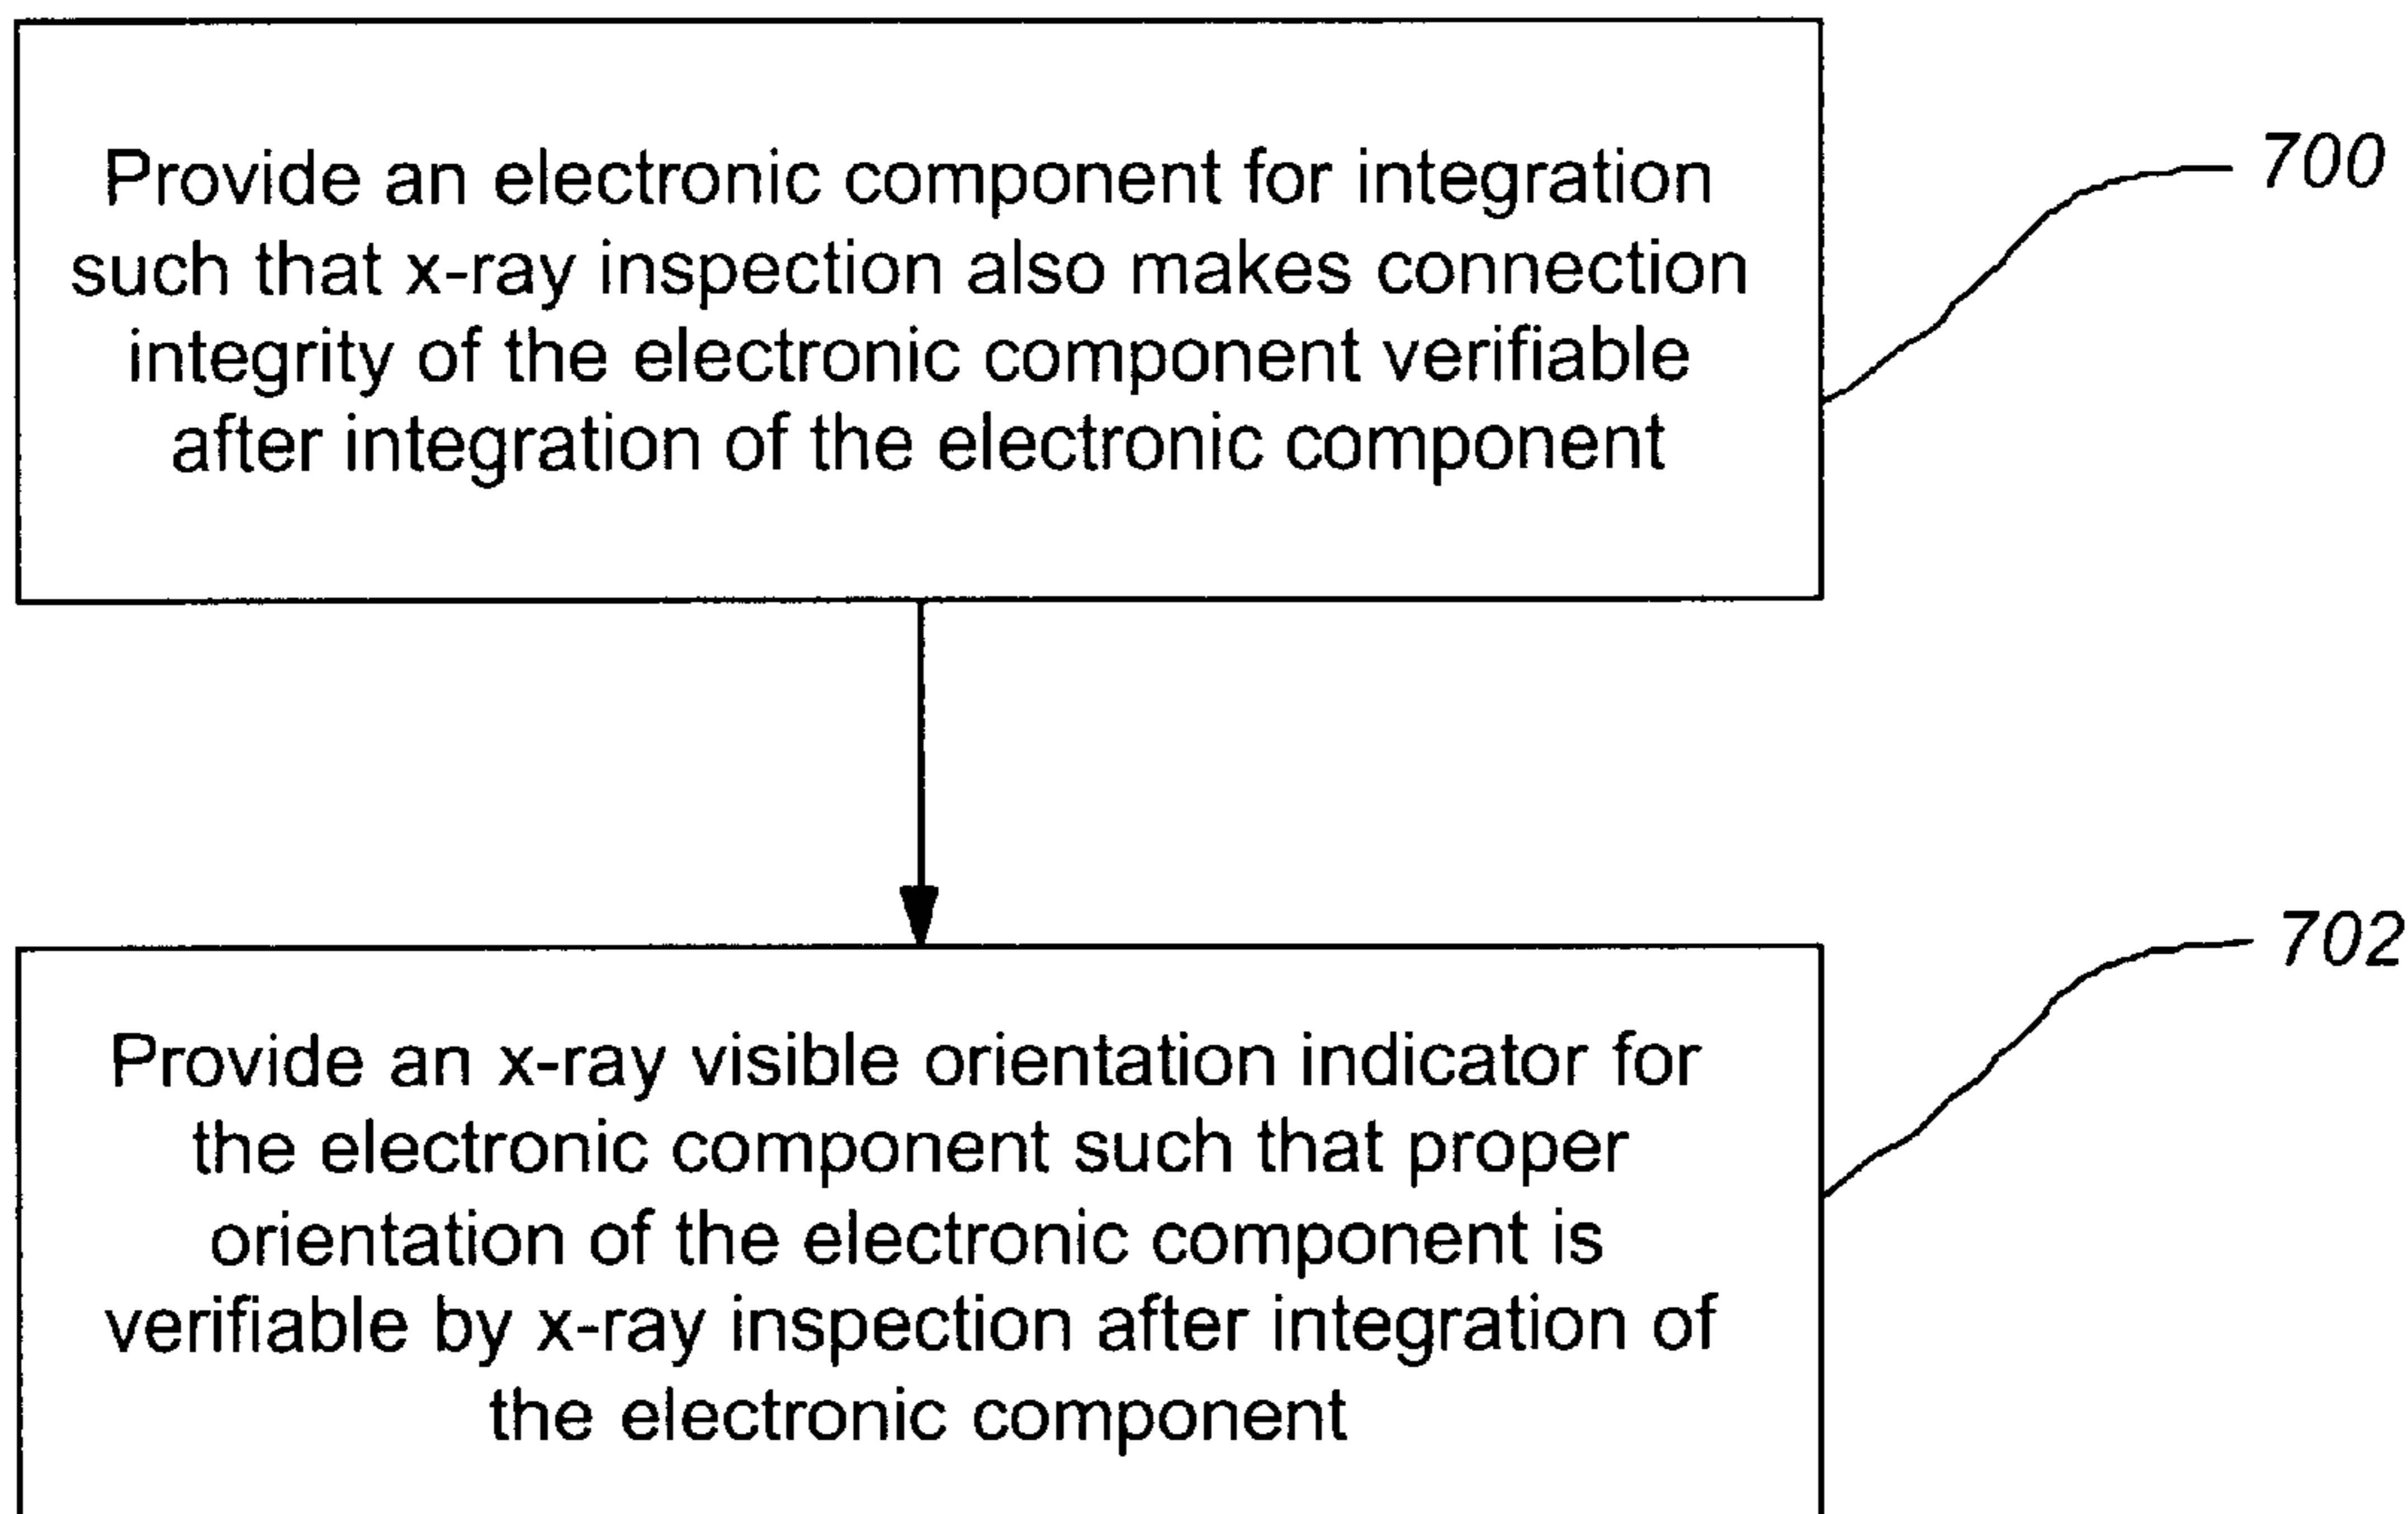 Provide an electronic component for integration
such that x-ray inspection also makes connection
integrity of the electronic component verifiable
after integration of the electronic component
700
Provide an x-ray visible orientation indicator for
the electronic component such that proper
orientation of the electronic component is
verifiable by x-ray inspection after integration of
the electronic component
702